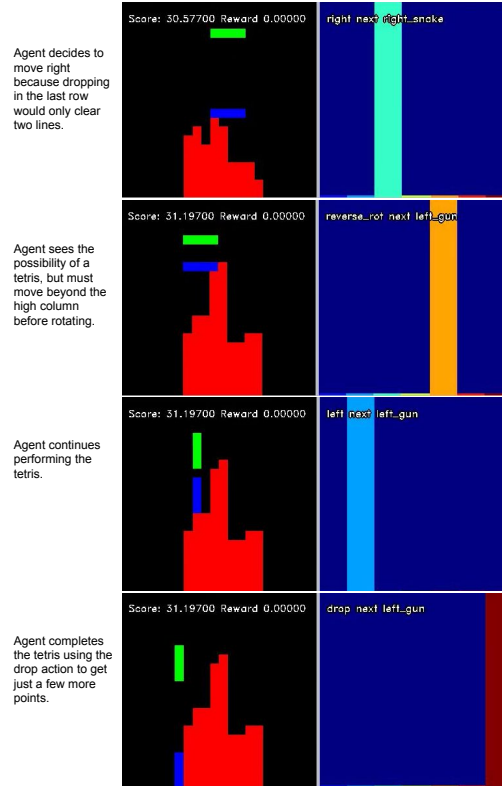 Score: 30.57700 Reward 0.00000
right next right_snake
Agent decides to
move right
because dropping
in the last row
would only clear
two lines.
Score: 31.19700 Reward 0.00000
reverse_rot next left_gun
Agent sees the
possibility of a
tetris, but must
move beyond the
high column
before rotating.
Score: 31.19700 Reward 0.00000
left next left_gun
Agent continues
performing the
tetris.
Score: 31.19700 Reward 0.00000
drop next left_gun
Agent completes
the tetris using the
drop action to get
just a few more
points.